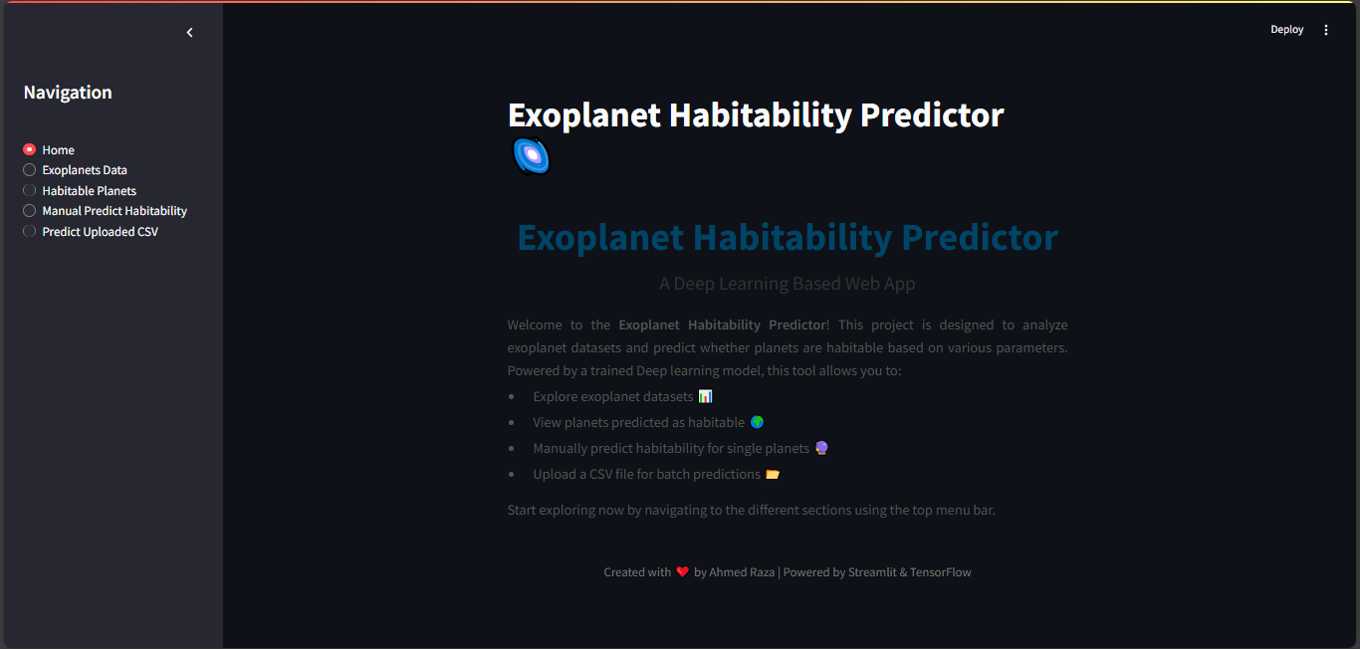 Deploy
Navigation
Home
Exoplanets Data
Habitable Planets
Manual Predict Habitability
Predict Uploaded CSV
Exoplanet Habitability Predictor
Exoplanet Habitability Predictor
A Deep Learning Based Web App
Welcome to the Exoplanet Habitability Predictor! This project is designed to analyze
exoplanet datasets and predict whether planets are habitable based on various parameters.
Powered by a trained Deep learning model, this tool allows you to:
Explore exoplanet datasets 📊
View planets predicted as habitable 🌍
Manually predict habitability for single planets 🔮
Upload a CSV file for batch predictions 📂
Start exploring now by navigating to the different sections using the top menu bar.
Created with ❤️ by Ahmed Raza | Powered by Streamlit & TensorFlow